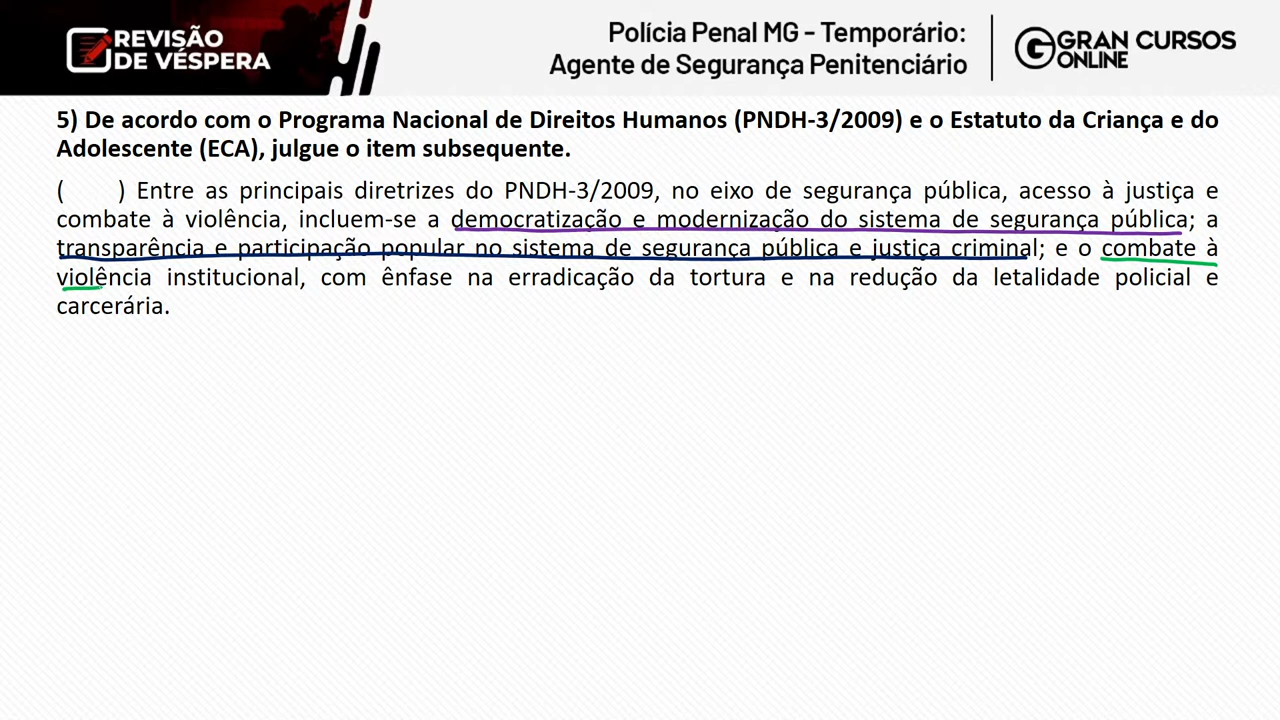 REVISÃO
DE VÉSPERA
Polícia Penal MG - Temporário:
Agente de Segurança Penitenciário
GRAN CURSOS
ONLINE
5) De acordo com o Programa Nacional de Direitos Humanos (PNDH-3/2009) e o Estatuto da Criança e do
Adolescente (ECA), julgue o item subsequente.
( ) Entre as principais diretrizes do PNDH-3/2009, no eixo de segurança pública, acesso à justiça e
combate à violência, incluem-se a democratização e modernização do sistema de segurança pública; a
transparência e participação popular no sistema de segurança pública e justiça criminal; e o combate à
violência institucional, com ênfase na erradicação da tortura e na redução da letalidade policial e
carcerária.